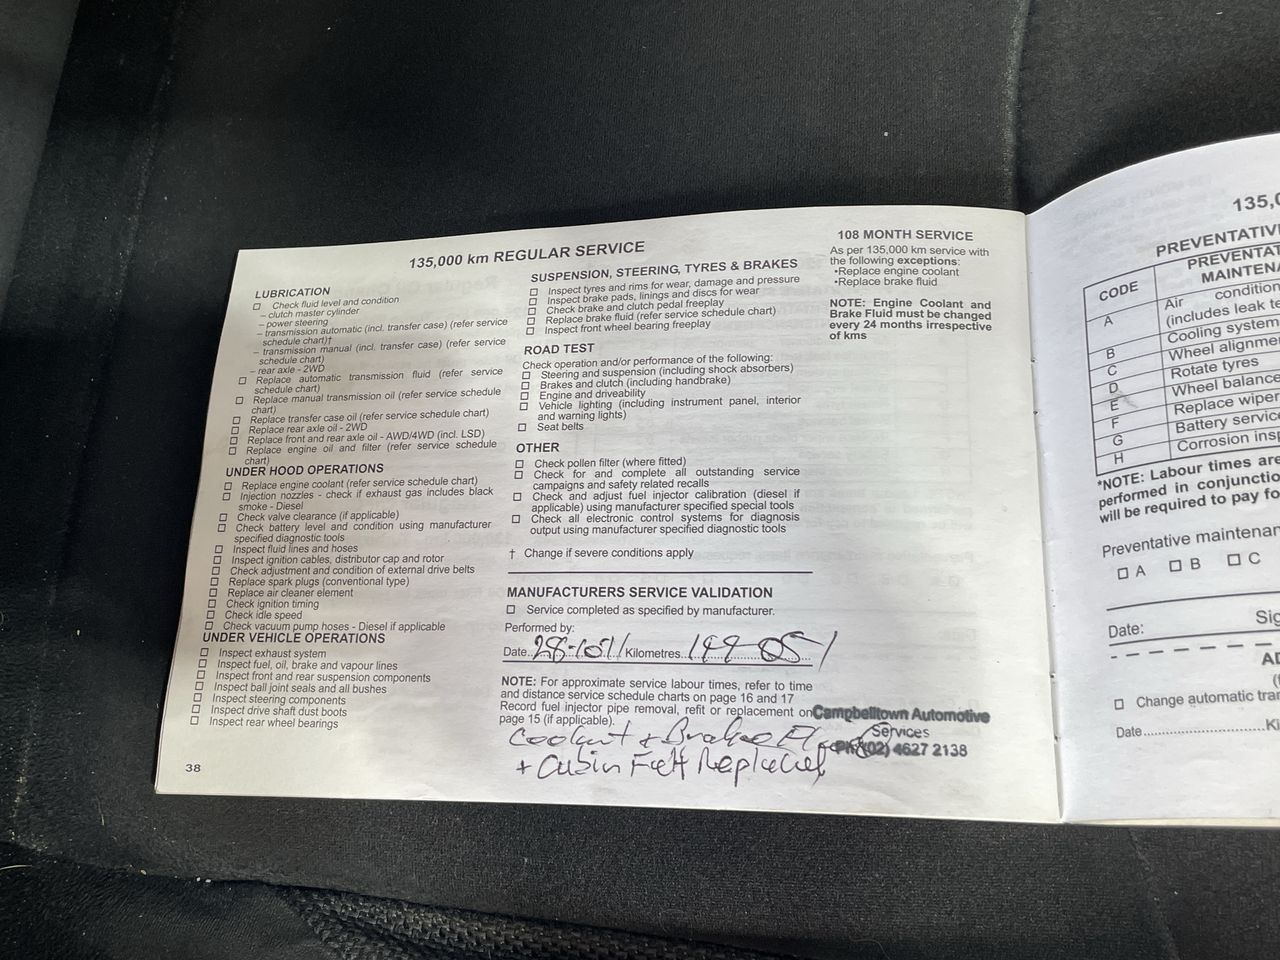 135,000 km REGULAR SERVICE
LUBRICATION
Check fluid level and condition
– clutch master cylinder
– power steering
– transmission automatic (incl. transfer case) (refer service
schedule chart)†
– transmission manual (incl. transfer case) (refer service
schedule chart)
– rear axle - 2WD
Replace automatic transmission fluid (refer service
schedule chart)
Replace manual transmission oil (refer service schedule
chart)
Replace transfer case oil (refer service schedule chart)
Replace rear axle oil - 2WD
Replace front and rear axle oil - AWD/4WD (incl. LSD)
Replace engine oil and filter (refer service schedule
chart)
UNDER HOOD OPERATIONS
Replace engine coolant (refer service schedule chart)
Injection nozzles - check if exhaust gas includes black
smoke - Diesel
Check valve clearance (if applicable)
Check battery level and condition using manufacturer
specified diagnostic tools
Inspect fluid lines and hoses
Inspect ignition cables, distributor cap and rotor
Check adjustment and condition of external drive belts
Replace spark plugs (conventional type)
Replace air cleaner element
Check ignition timing
Check idle speed
Check vacuum pump hoses - Diesel if applicable
UNDER VEHICLE OPERATIONS
Inspect exhaust system
Inspect fuel, oil, brake and vapour lines
Inspect front and rear suspension components
Inspect ball joint seals and all bushes
Inspect steering components
Inspect drive shaft dust boots
Inspect rear wheel bearings
38
SUSPENSION, STEERING, TYRES & BRAKES
Inspect tyres and rims for wear, damage and pressure
Inspect brake pads, linings and discs for wear
Check brake and clutch pedal freeplay
Replace brake fluid (refer service schedule chart)
Inspect front wheel bearing freeplay
ROAD TEST
Check operation and/or performance of the following:
Steering and suspension (including shock absorbers)
Brakes and clutch (including handbrake)
Engine and driveability
Vehicle lighting (including instrument panel, interior
and warning lights)
Seat belts
OTHER
Check pollen filter (where fitted)
Check for and complete all outstanding service
campaigns and safety related recalls
Check and adjust fuel injector calibration (diesel if
applicable) using manufacturer specified special tools
Check all electronic control systems for diagnosis
output using manufacturer specified diagnostic tools
† Change if severe conditions apply
MANUFACTURERS SERVICE VALIDATION
Service completed as specified by manufacturer.
Performed by:
Date Kilometres
NOTE: For approximate service labour times, refer to time
and distance service schedule charts on page 16 and 17
Record fuel injector pipe removal, refit or replacement on
page 15 (if applicable).
Coolant + Brake
+ Cabin Filt Replaced
Campbelltown Automotive
Services
Ph (02) 4627 2138
108 MONTH SERVICE
As per 135,000 km service with
the following exceptions:
•Replace engine coolant
•Replace brake fluid
NOTE: Engine Coolant and
Brake Fluid must be changed
every 24 months irrespective
of kms
135,0
PREVENTATIV
CODE PREVENTAT
MAINTENA
A Air condition
(includes leak te
B Cooling system
C Wheel alignme
D Rotate tyres
E Wheel balance
F Replace wiper
G Battery servic
H Corrosion insp
*NOTE: Labour times are
performed in conjunctio
will be required to pay fo
Preventative maintenan
A B C
Date: Sig
AD
Change automatic tran
Date Ki